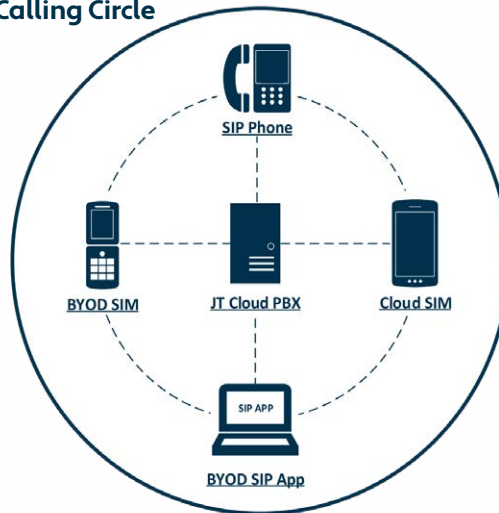 Calling Circle
SIP Phone
BYOD SIM
JT Cloud PBX
Cloud SIM
SIP APP
BYOD SIP App